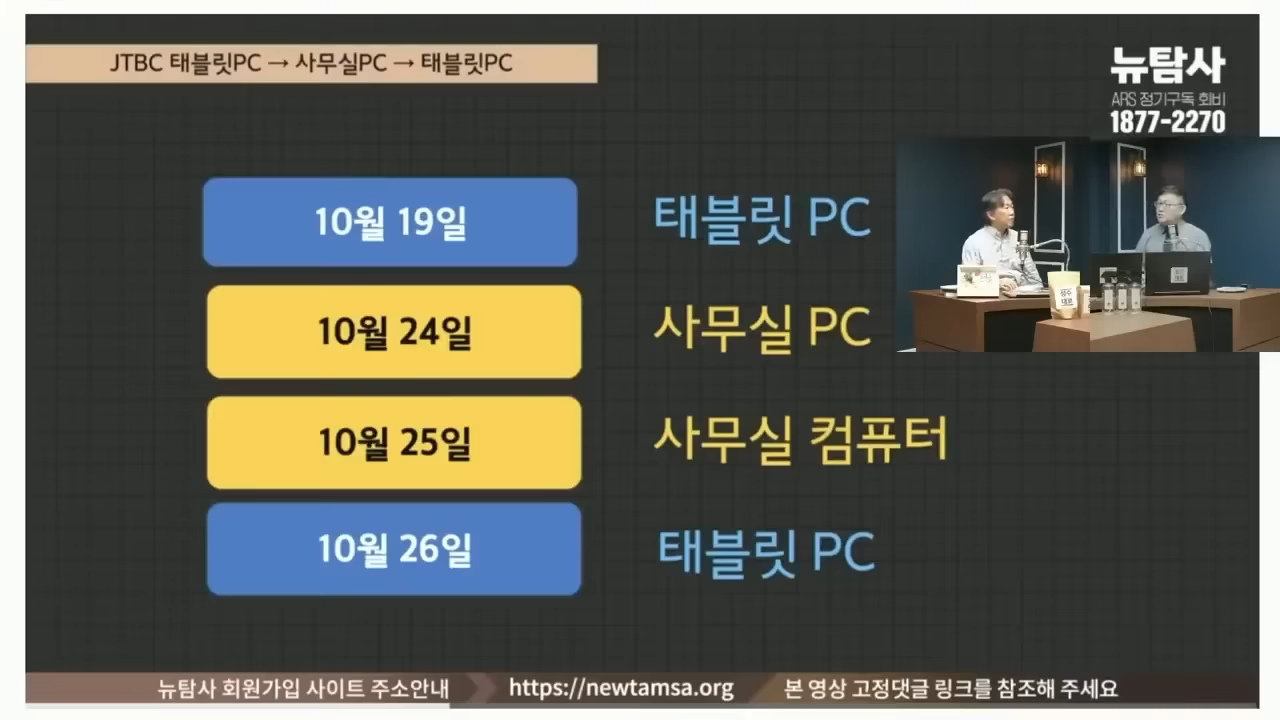 JTBC 태블릿PC → 사무실PC → 태블릿PC
뉴탐사
ARS 정기구독 회비
1877-2270
10월 19일 태블릿 PC
10월 24일 사무실 PC
10월 25일 사무실 컴퓨터
10월 26일 태블릿 PC
뉴탐사 회원가입 사이트 주소안내 https://newtamsa.org 본 영상 고정댓글 링크를 참조해 주세요